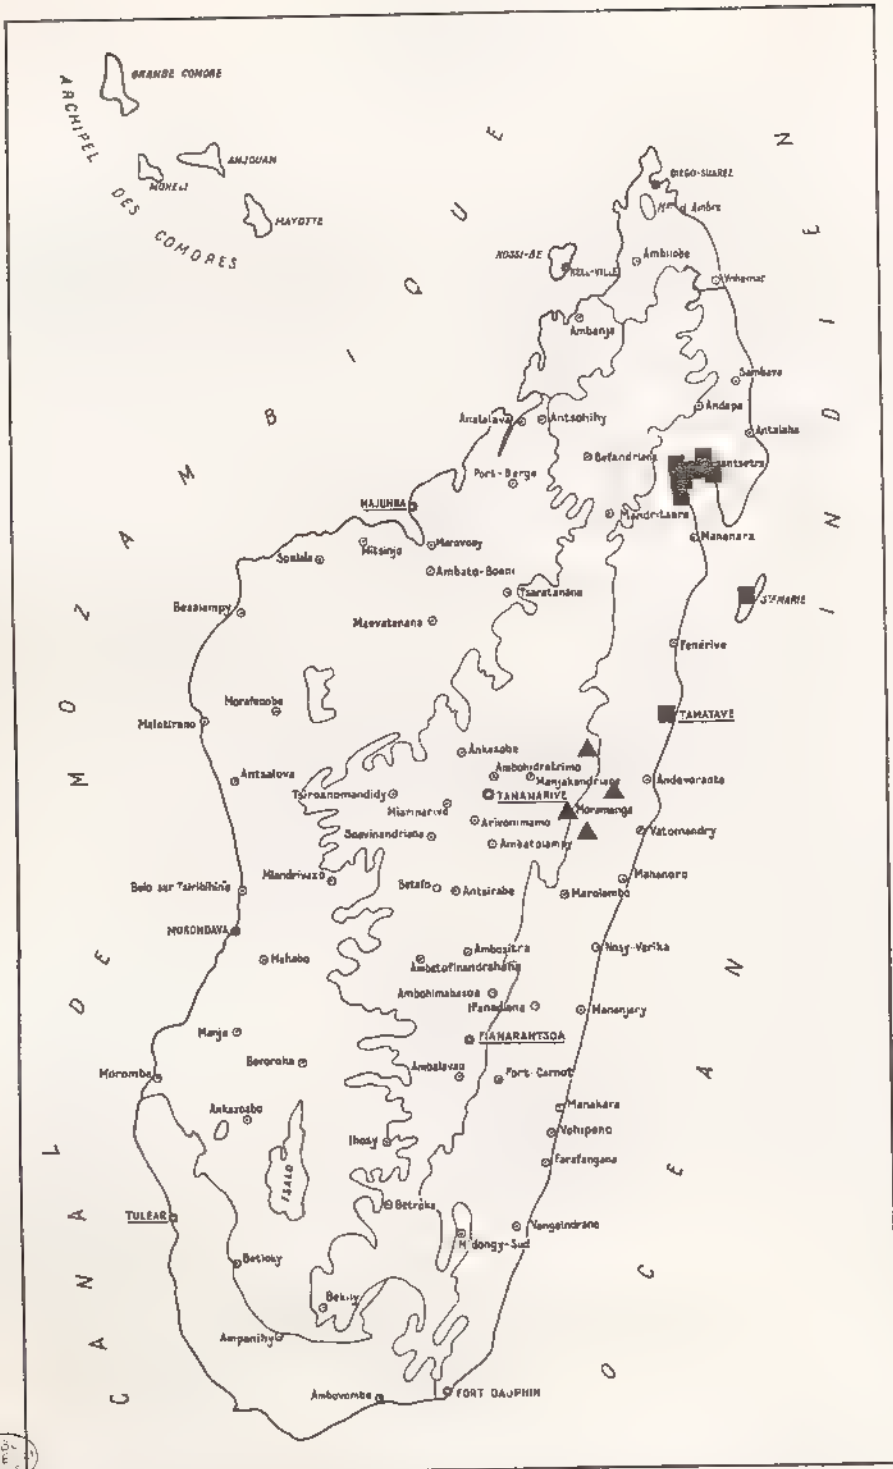 GRANDE COMORE
ARCHIPEL DES COMORES
ANJOUAN
MOHELI
MAYOTTE
CANAL DE MOZAMBIQUE
OCEAN INDIEN
DIEGO-SUAREZ
d'Ambre
NOSSI-BE
HELL-VILLE
Ambilobe
Vohemar
Ambanja
Sambava
Andapa
Antalaha
Analalava
Antsohihy
Befandriana
Port-Berge
MAJUNGA
Mandritsara
Mananara
Soalala
Mitsinjo
Marovoay
Ambato-Boeni
Tsaratanana
Besalampy
Maevatanana
STE MARIE
Fenérive
Morafenobe
Maintirano
TAMATAVE
Ankazobe
Ambohidratrimo
Manjakandriana
Antsalova
Tsiroanomandidy
TANANARIVE
Andevorante
Miarinarivo
Moramanga
Arivonimamo
Soavinandriana
Vatomandry
Ambatolampy
Miandrivazo
Mahanoro
Belo sur Tsiribihina
Betafo
Antsirabe
Marolambo
MORONDAVA
Mahabo
Ambositra
Nosy-Varika
Ambatofinandrahana
Ambohimahasoa
Ifanadiana
Mananjary
Manja
FIANARANTSOA
Beroroha
Ambalavao
Fort-Carnot
Morombe
Ankazoabo
Manakara
Vohipeno
Ihosy
Farafangana
ISALO
Betroka
TULEAR
Vangaindrano
Midongy-Sud
Betioky
Bekily
Ampanihy
Ambovombe
FORT DAUPHIN